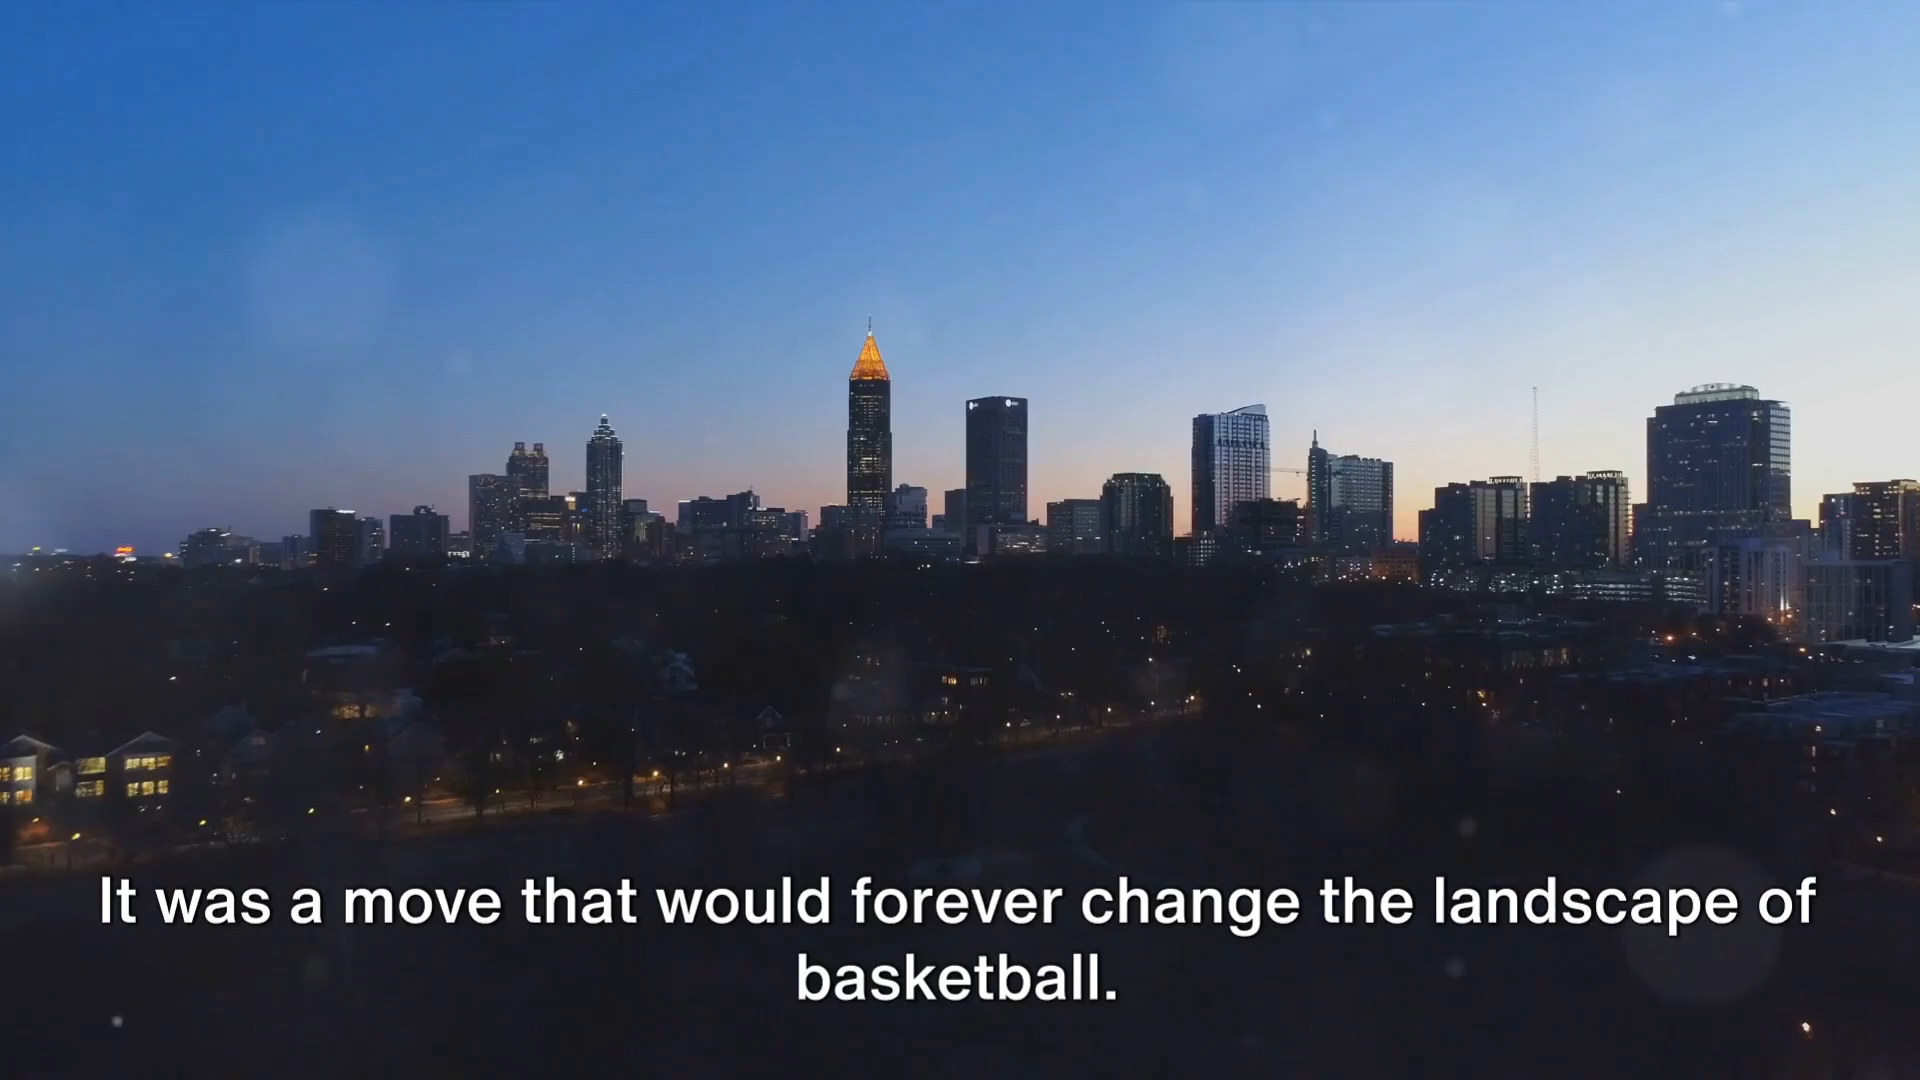 It was a move that would forever change the landscape of
basketball.